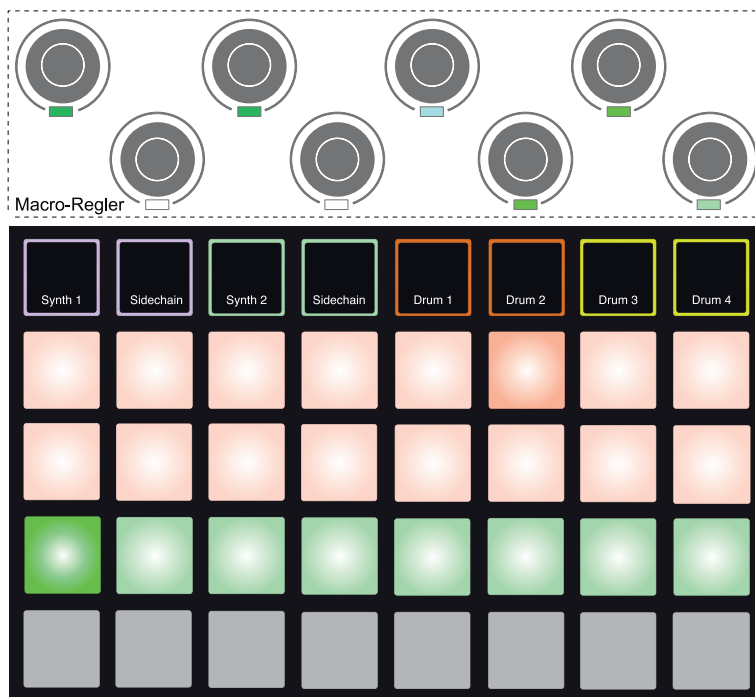 Macro-Regler
Synth 1
Sidechain
Synth 2
Sidechain
Drum 1
Drum 2
Drum 3
Drum 4